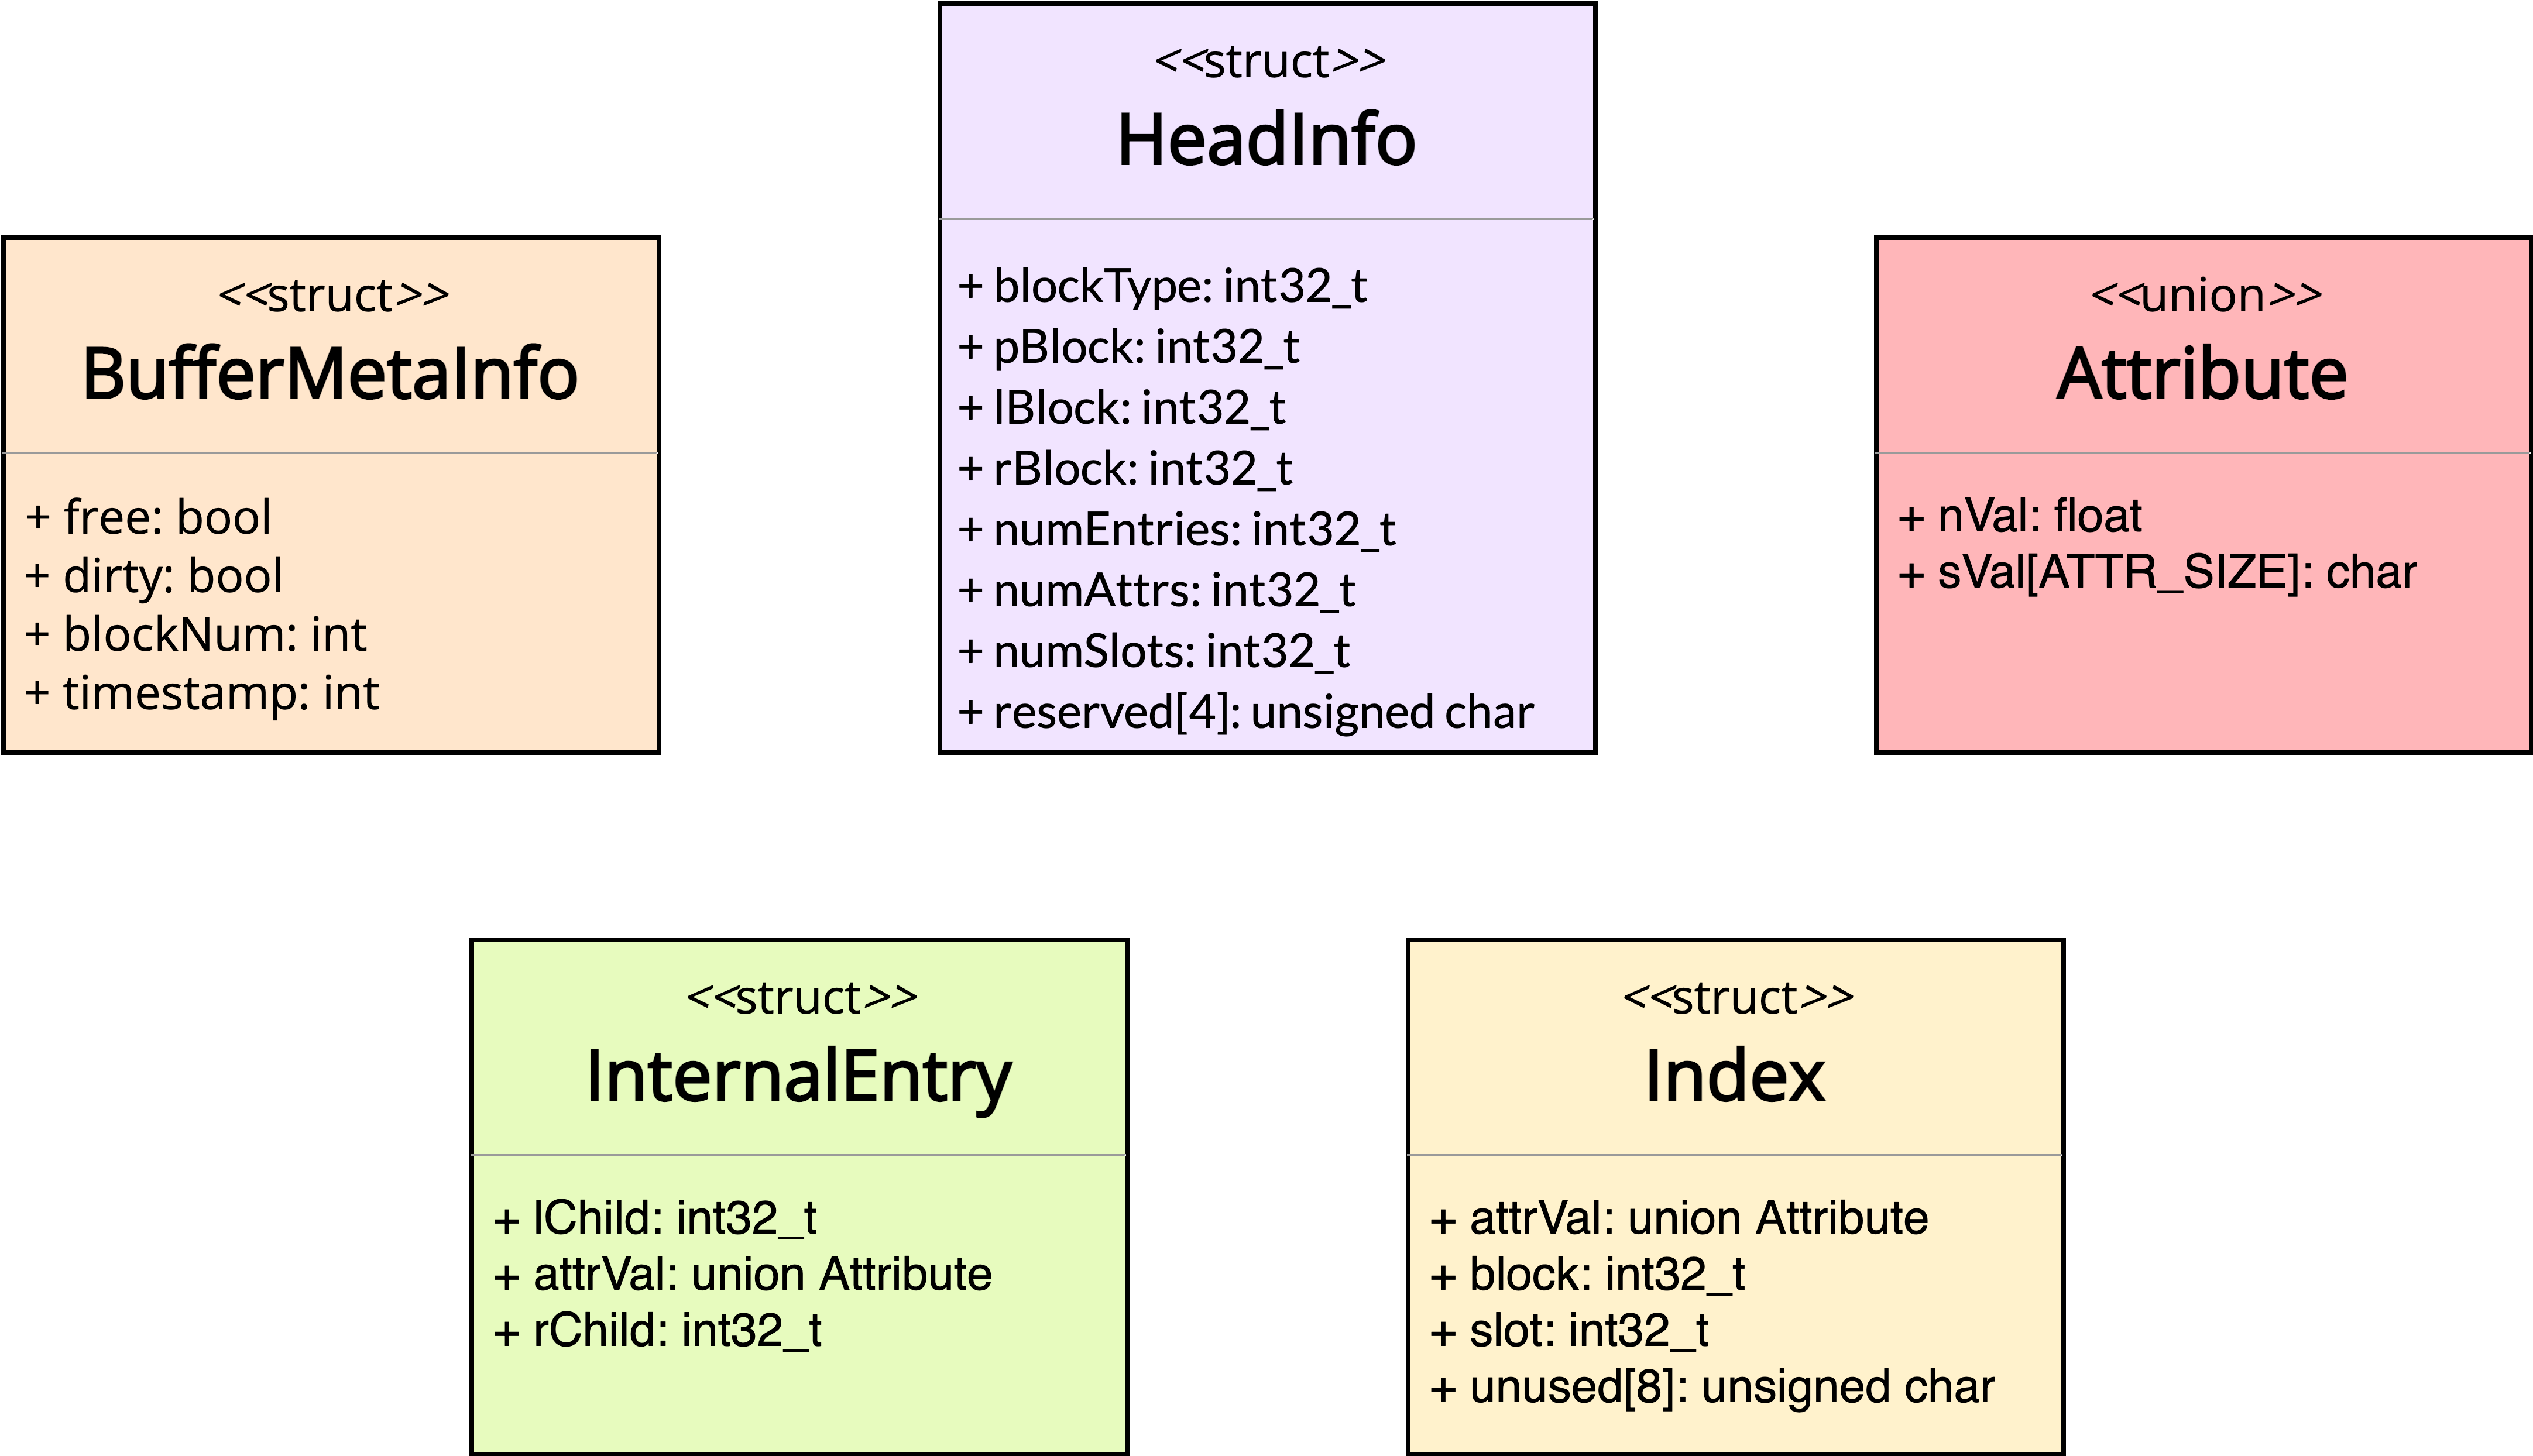 <<struct>>
HeadInfo
+ blockType: int32_t
+ pBlock: int32_t
+ lBlock: int32_t
+ rBlock: int32_t
+ numEntries: int32_t
+ numAttrs: int32_t
+ numSlots: int32_t
+ reserved[4]: unsigned char
<<struct>>
BufferMetaInfo
+ free: bool
+ dirty: bool
+ blockNum: int
+ timestamp: int
<<union>>
Attribute
+ nVal: float
+ sVal[ATTR_SIZE]: char
<<struct>>
InternalEntry
+ lChild: int32_t
+ attrVal: union Attribute
+ rChild: int32_t
<<struct>>
Index
+ attrVal: union Attribute
+ block: int32_t
+ slot: int32_t
+ unused[8]: unsigned char